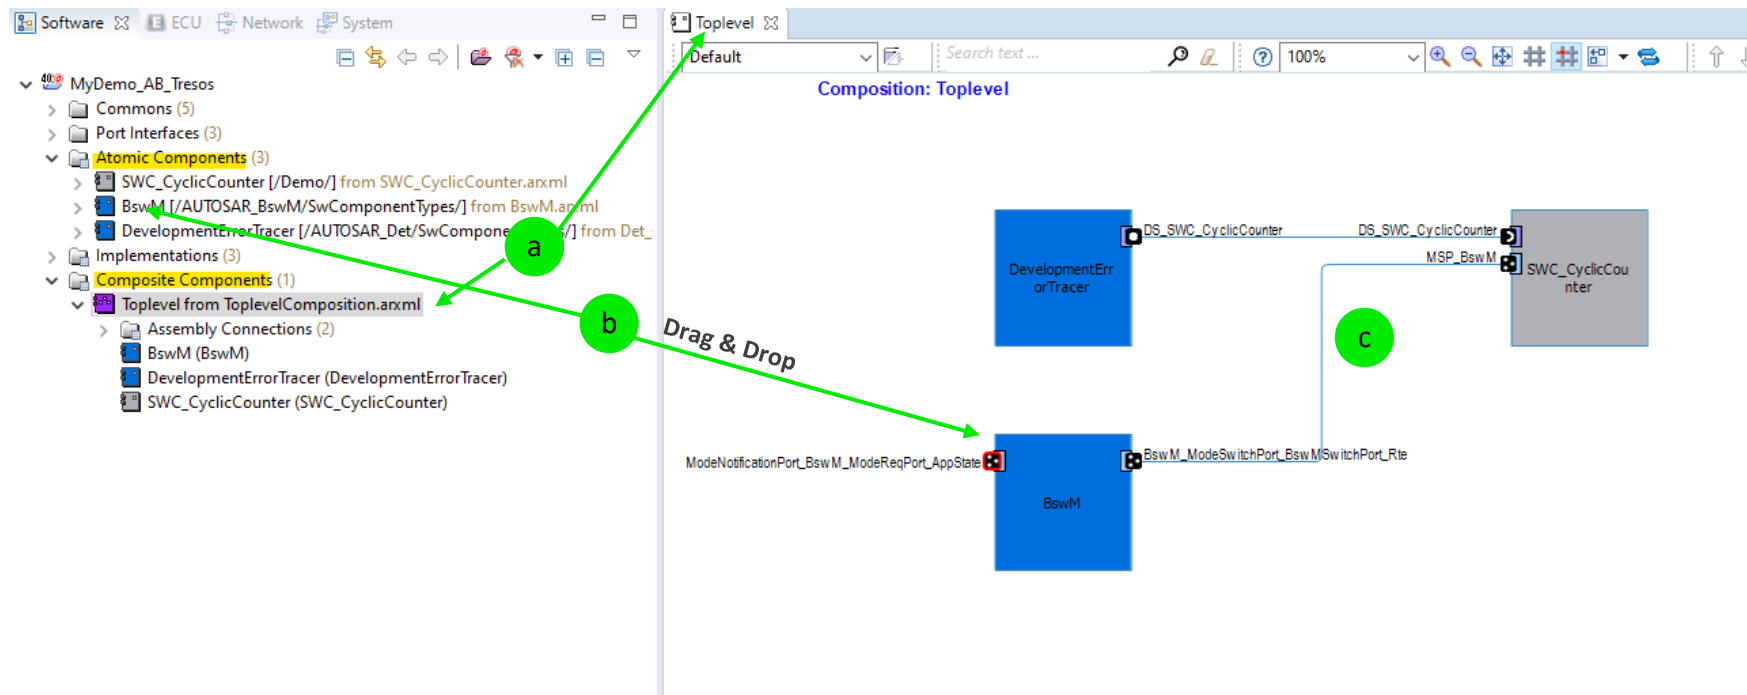 Software
ECU
Network
System
MyDemo_AB_Tresos
Commons (5)
Port Interfaces (3)
Atomic Components (3)
SWC_CyclicCounter [/Demo/] from SWC_CyclicCounter.arxml
BswM [/AUTOSAR_BswM/SwComponentTypes/] from BswM.arxml
DevelopmentErrorTracer [/AUTOSAR_Det/SwCompone s/] from Det_
Implementations (3)
Composite Components (1)
Toplevel from ToplevelComposition.arxml
Assembly Connections (2)
BswM (BswM)
DevelopmentErrorTracer (DevelopmentErrorTracer)
SWC_CyclicCounter (SWC_CyclicCounter)
a
b
Drag & Drop
Toplevel
Default
Search text ...
100%
Composition: Toplevel
DS_SWC_CyclicCounter
DS_SWC_CyclicCounter
MSP_BswM
DevelopmentErr
orTracer
SWC_CyclicCou
nter
c
ModeNotificationPort_BswM_ModeReqPort_AppState
BswM_ModeSwitchPort_BswMSwitchPort_Rte
BswM